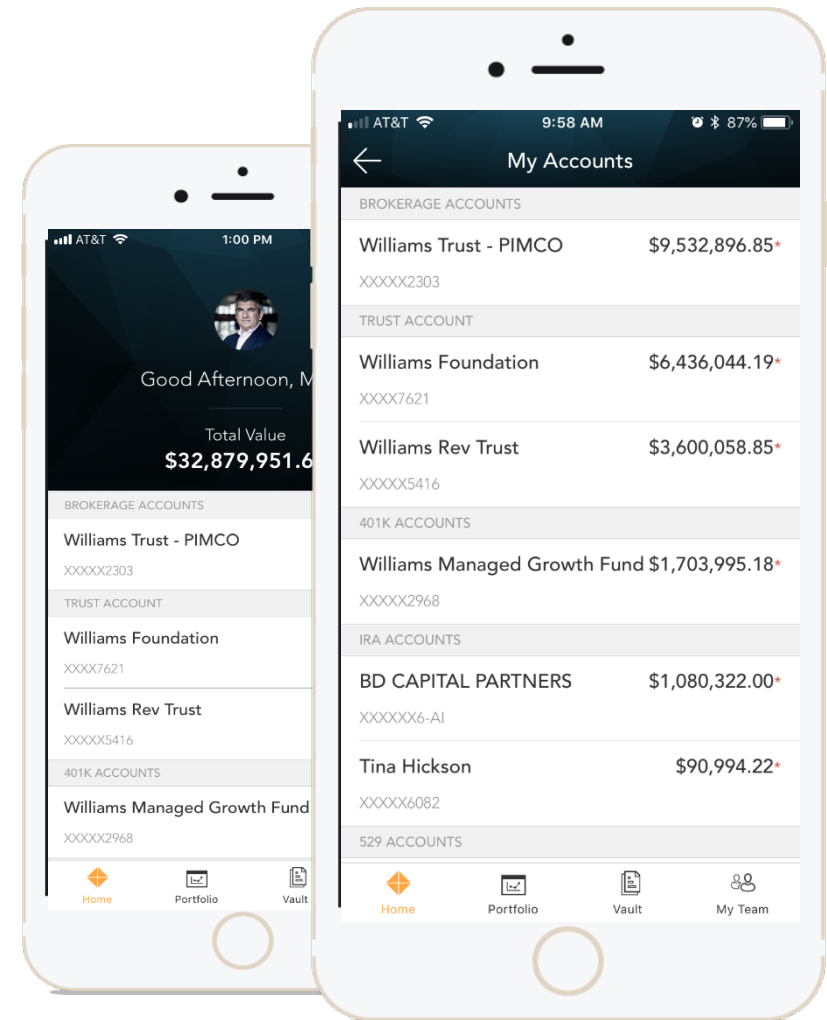 AT&T
1:00 PM
Good Afternoon, M
Total Value
$32,879,951.6
BROKERAGE ACCOUNTS
Williams Trust - PIMCO
XXXXX2303
TRUST ACCOUNT
Williams Foundation
XXXX7621
Williams Rev Trust
XXXXX5416
401K ACCOUNTS
Williams Managed Growth Fund
XXXXX2968
Home Portfolio Vault
AT&T 9:58 AM 87%
My Accounts
BROKERAGE ACCOUNTS
Williams Trust - PIMCO $9,532,896.85*
XXXXX2303
TRUST ACCOUNT
Williams Foundation $6,436,044.19*
XXXX7621
Williams Rev Trust $3,600,058.85*
XXXXX5416
401K ACCOUNTS
Williams Managed Growth Fund $1,703,995.18*
XXXXX2968
IRA ACCOUNTS
BD CAPITAL PARTNERS $1,080,322.00*
XXXXXX6-AI
Tina Hickson $90,994.22*
XXXXX6082
529 ACCOUNTS
Home Portfolio Vault My Team